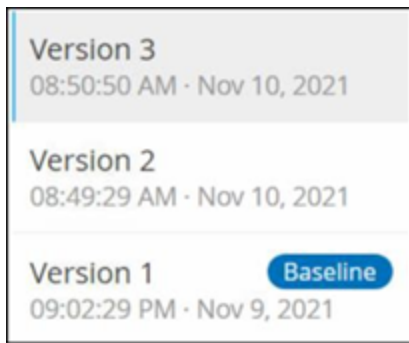 Version 3
08:50:50 AM · Nov 10, 2021
Version 2
08:49:29 AM · Nov 10, 2021
Version 1 Baseline
09:02:29 PM · Nov 9, 2021